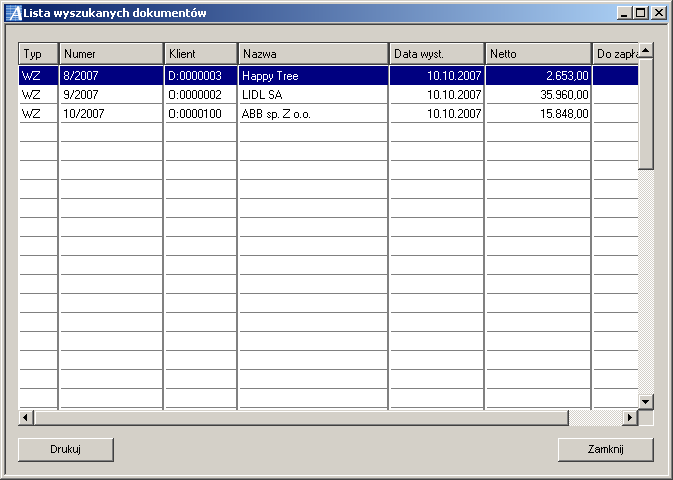 Lista wyszukanych dokumentów
Typ Numer Klient Nazwa Data wyst. Netto Do zapła
WZ 8/2007 D:0000003 Happy Tree 10.10.2007 2.653,00
WZ 9/2007 O:0000002 LIDL SA 10.10.2007 35.960,00
WZ 10/2007 O:0000100 ABB sp. Z o.o. 10.10.2007 15.848,00
Drukuj Zamknij